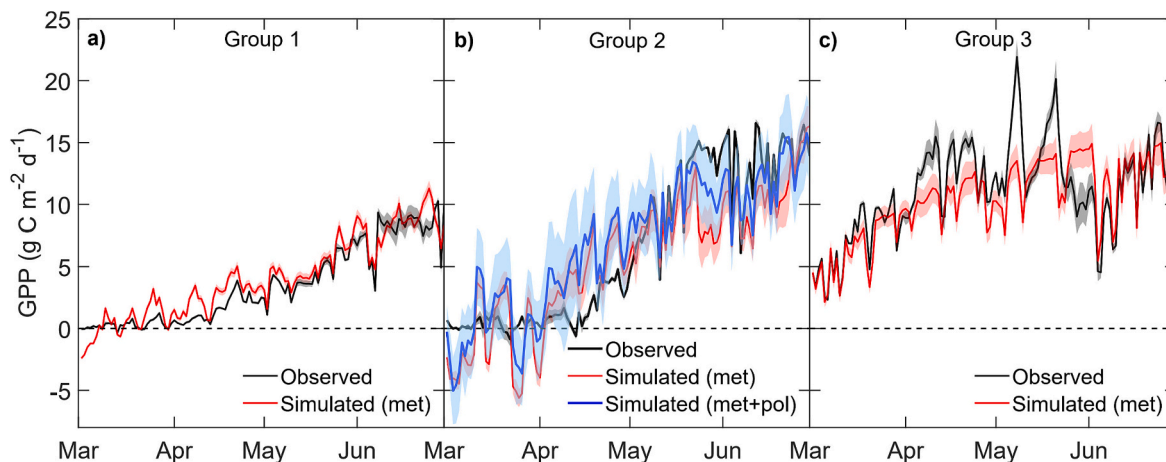 a) Group 1
b) Group 2
c) Group 3
GPP (g C m⁻² d⁻¹)
25
20
15
10
5
0
-5
Observed
Simulated (met)
Observed
Simulated (met)
Simulated (met+pol)
Observed
Simulated (met)
Mar Apr May Jun Mar Apr May Jun Mar Apr May Jun